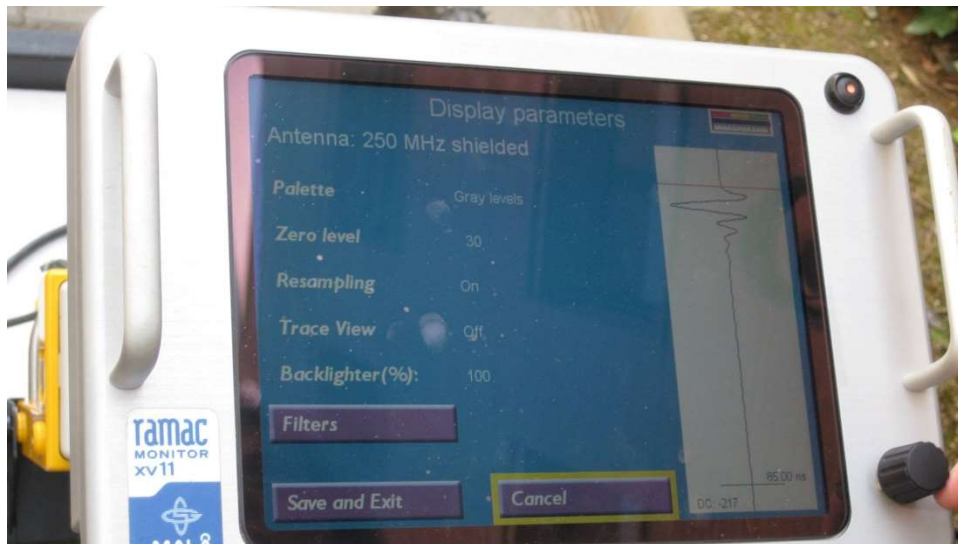 Display parameters
Antenna: 250 MHz shielded
Palette Gray levels
Zero level 30
Resampling On
Trace View Off
Backlighter(%): 100
Filters
Save and Exit Cancel
85.00 ns
DC: -217
ramac
MONITOR
XV11